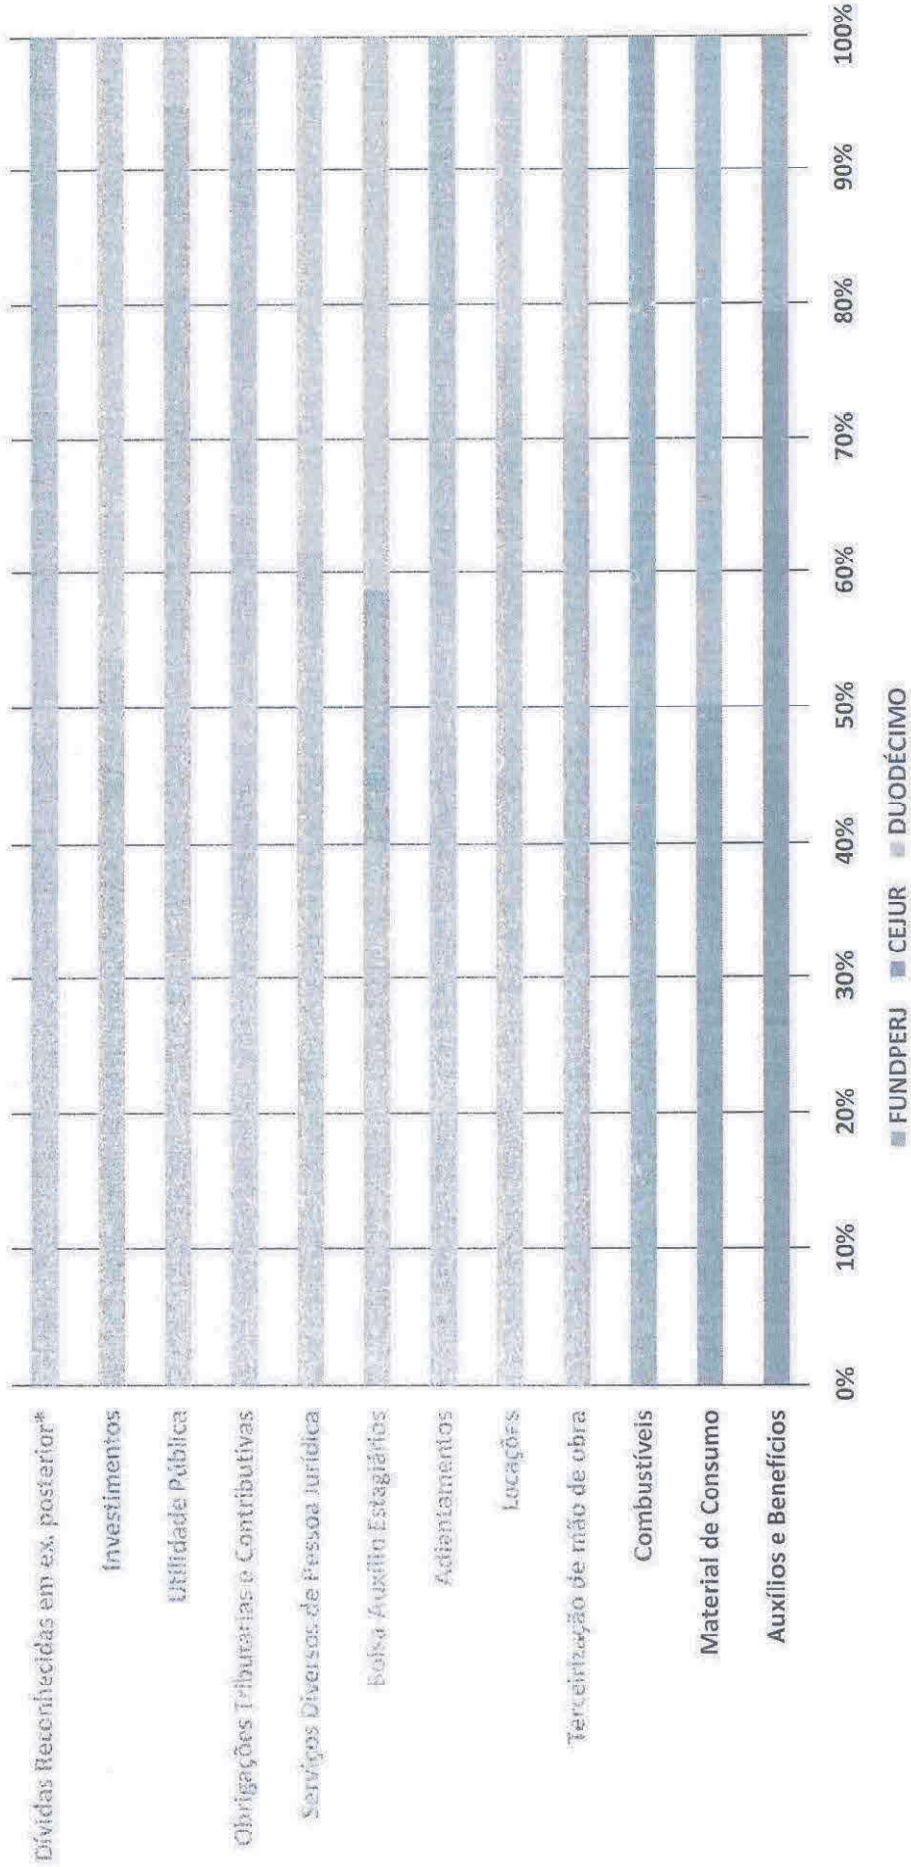 Dívidas Reconhecidas em ex. posterior*
Investimentos
Utilidade Pública
Obrigações Tributárias e Contributivas
Serviços Diversos de Pessoa Jurídica
Bolsa Auxílio Estagiários
Adiantamentos
Locações
Terceirização de mão de obra
Combustíveis
Material de Consumo
Auxílios e Benefícios
0% 10% 20% 30% 40% 50% 60% 70% 80% 90% 100%
FUNDPERJ CEJUR DUODÉCIMO